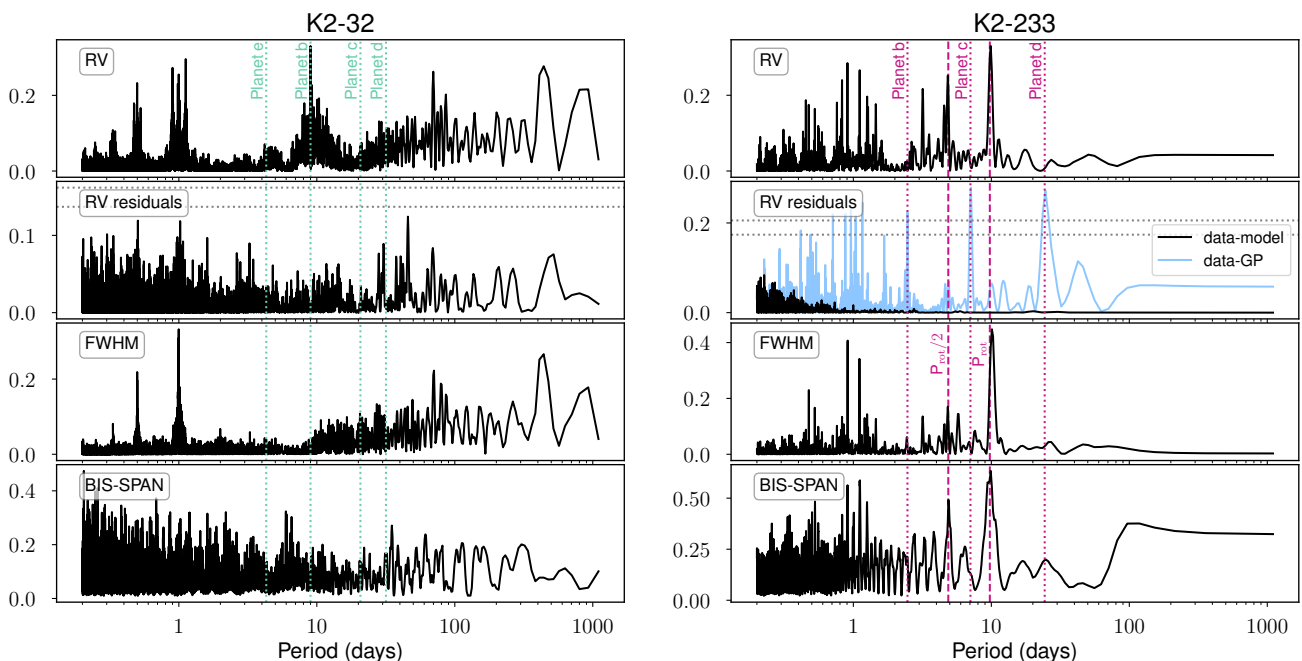 K2-32
RV
Planet e
Planet b
Planet c
Planet d
0.2
0.0
RV residuals
0.1
0.0
FWHM
0.2
0.0
BIS-SPAN
0.4
0.2
0.0
1
10
100
1000
Period (days)
K2-233
RV
Planet b
Planet c
Planet d
0.2
0.0
RV residuals
data-model
data-GP
0.2
0.0
FWHM
P_rot/2
P_rot
0.4
0.2
0.0
BIS-SPAN
0.50
0.25
0.00
1
10
100
1000
Period (days)